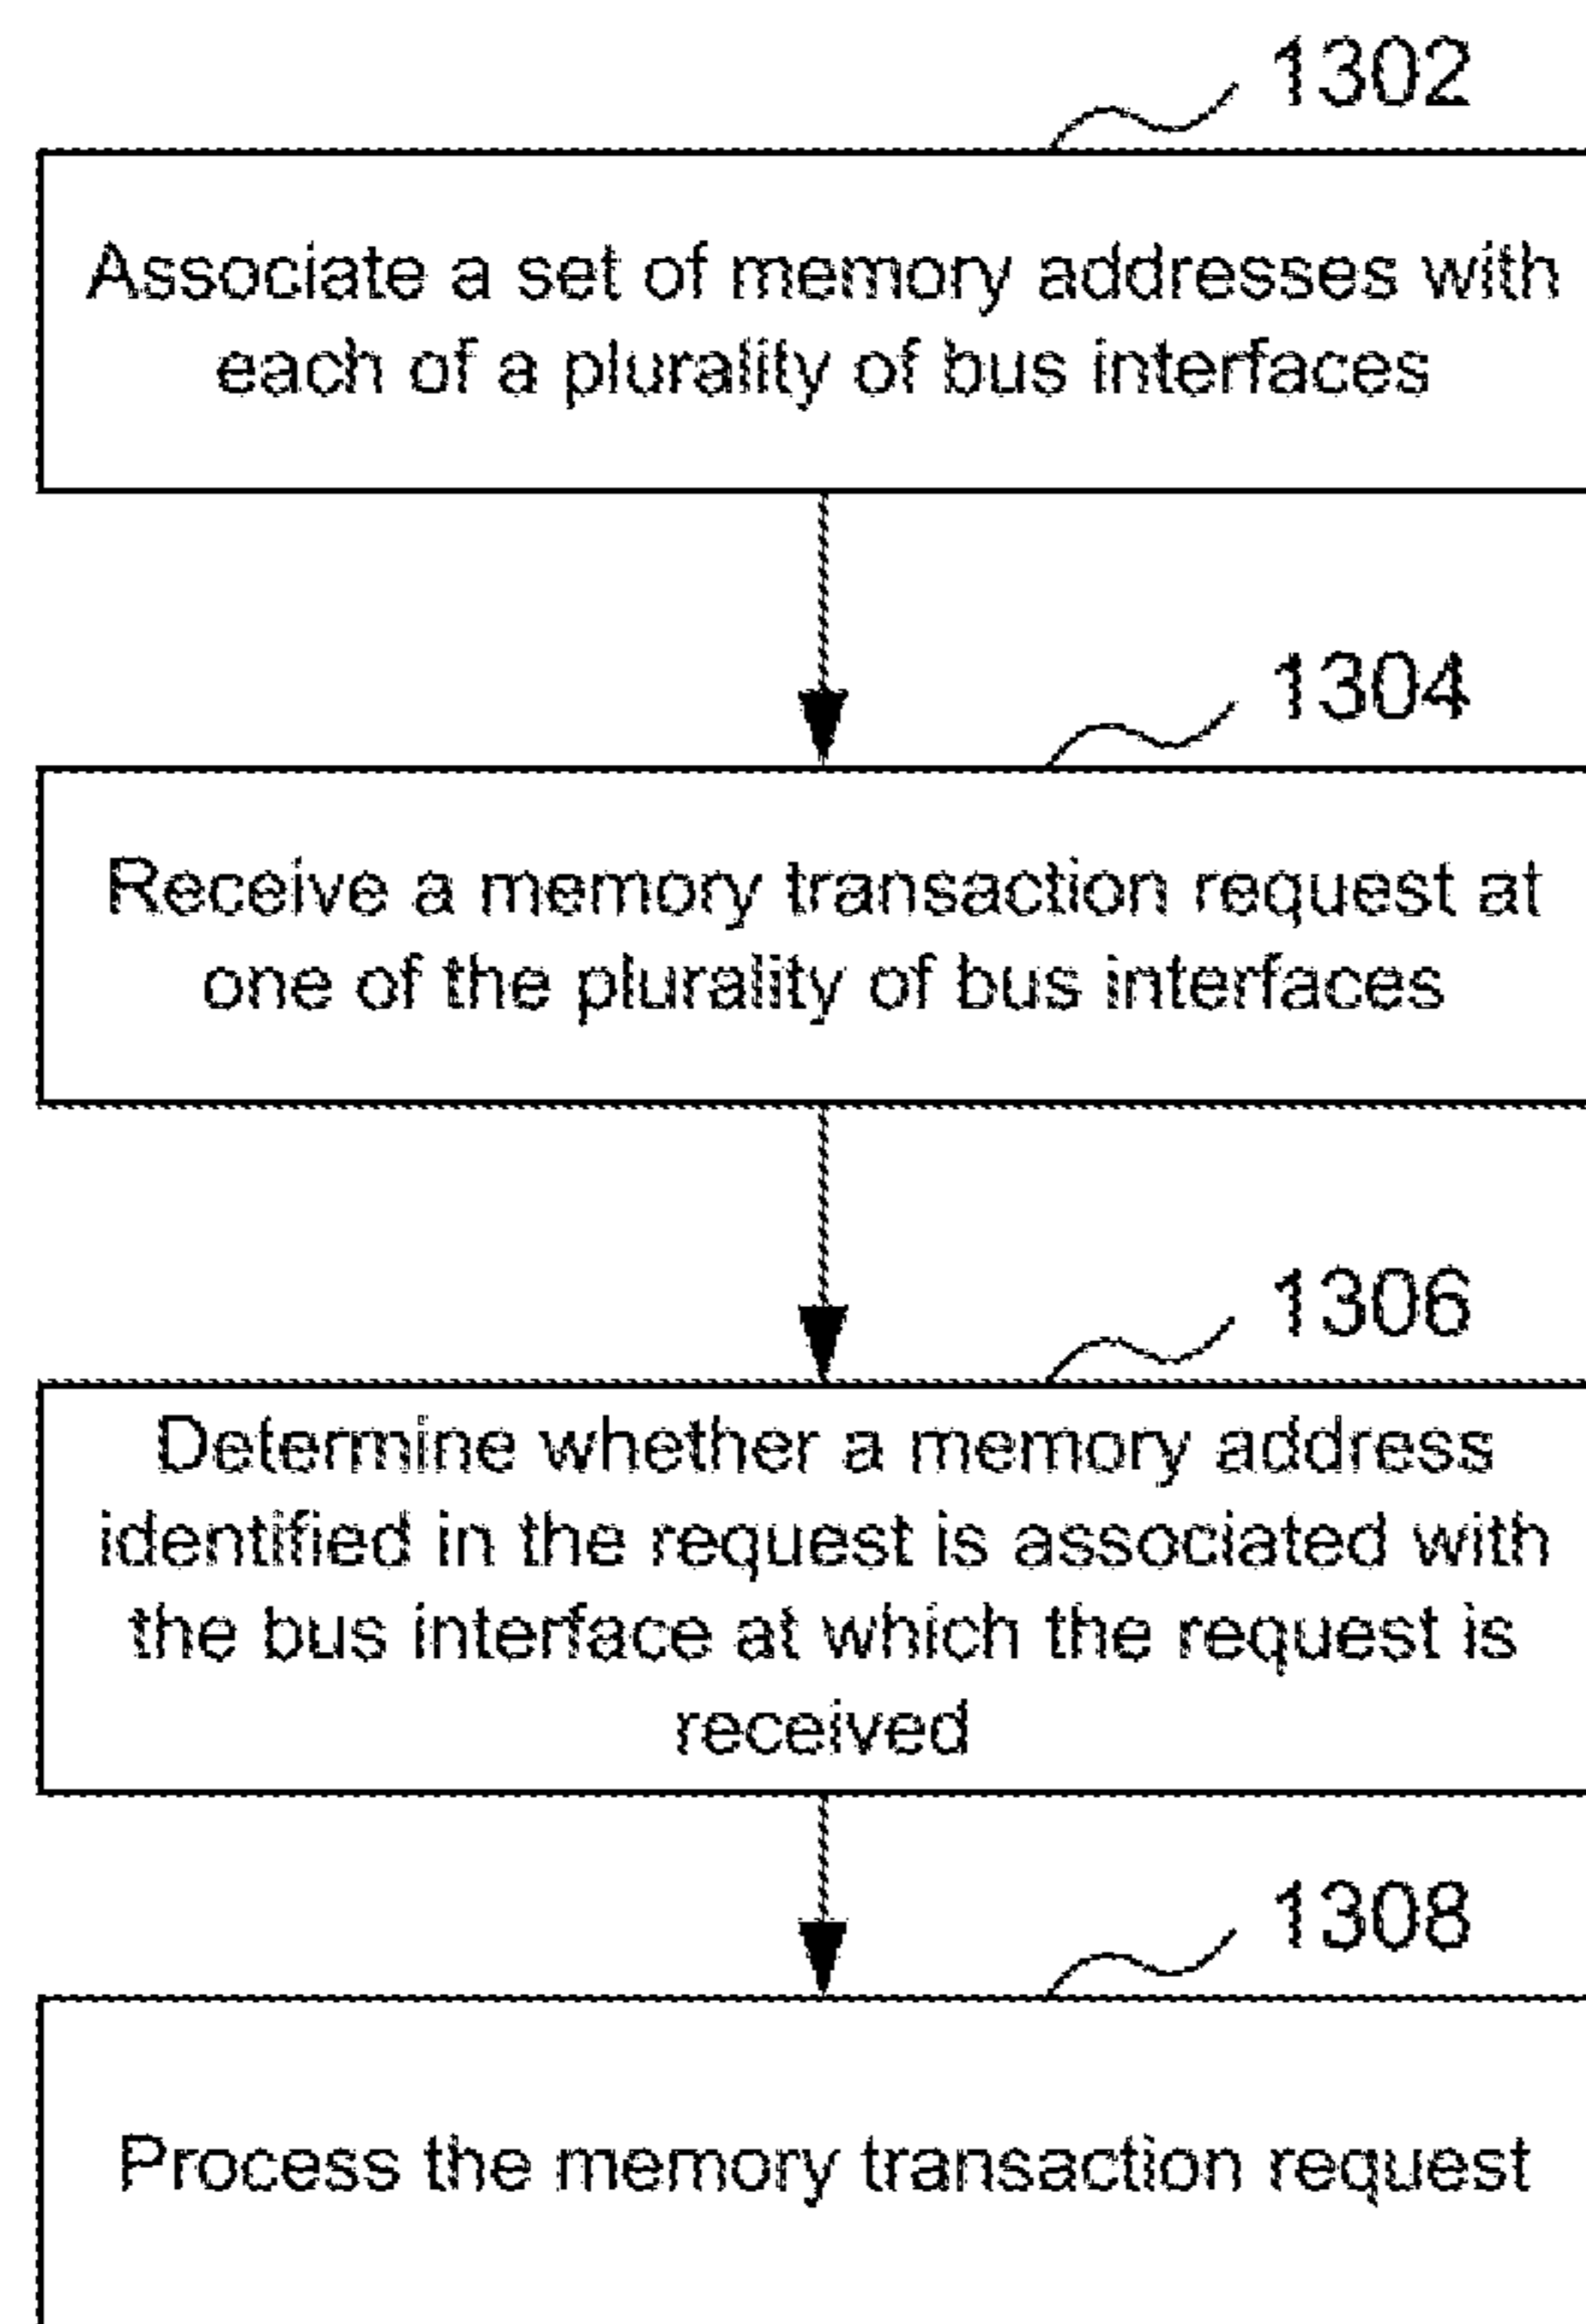 1302
Associate a set of memory addresses with
each of a plurality of bus interfaces
1304
Receive a memory transaction request at
one of the plurality of bus interfaces
1306
Determine whether a memory address
identified in the request is associated with
the bus interface at which the request is
received
1308
Process the memory transaction request